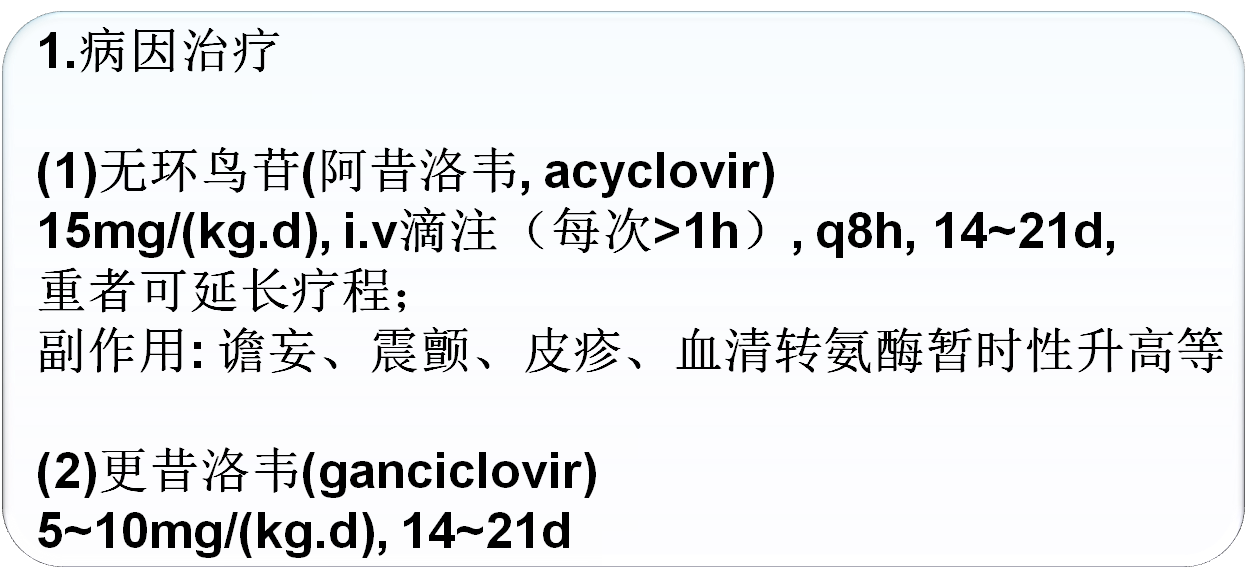 1.病因治疗
(1)无环鸟苷(阿昔洛韦, acyclovir)
15mg/(kg.d), i.v滴注（每次>1h）, q8h, 14~21d,
重者可延长疗程；
副作用: 谵妄、震颤、皮疹、血清转氨酶暂时性升高等
(2)更昔洛韦(ganciclovir)
5~10mg/(kg.d), 14~21d